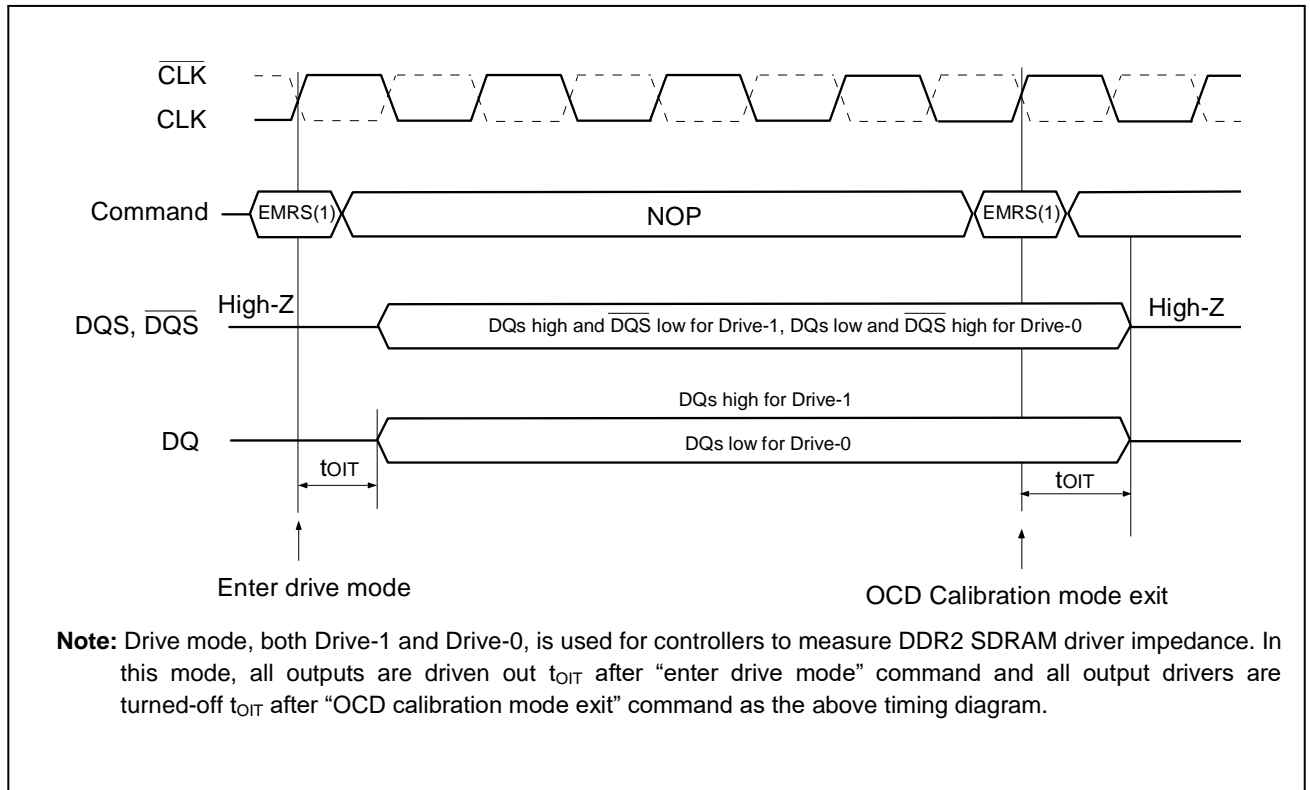 CLK
CLK
Command
EMRS(1)
NOP
EMRS(1)
High-Z
DQS, DQS
DQs high and DQS low for Drive-1, DQs low and DQS high for Drive-0
High-Z
DQs high for Drive-1
DQ
DQs low for Drive-0
tOIT
tOIT
Enter drive mode
OCD Calibration mode exit
Note: Drive mode, both Drive-1 and Drive-0, is used for controllers to measure DDR2 SDRAM driver impedance. In
this mode, all outputs are driven out tOIT after “enter drive mode” command and all output drivers are
turned-off tOIT after “OCD calibration mode exit” command as the above timing diagram.